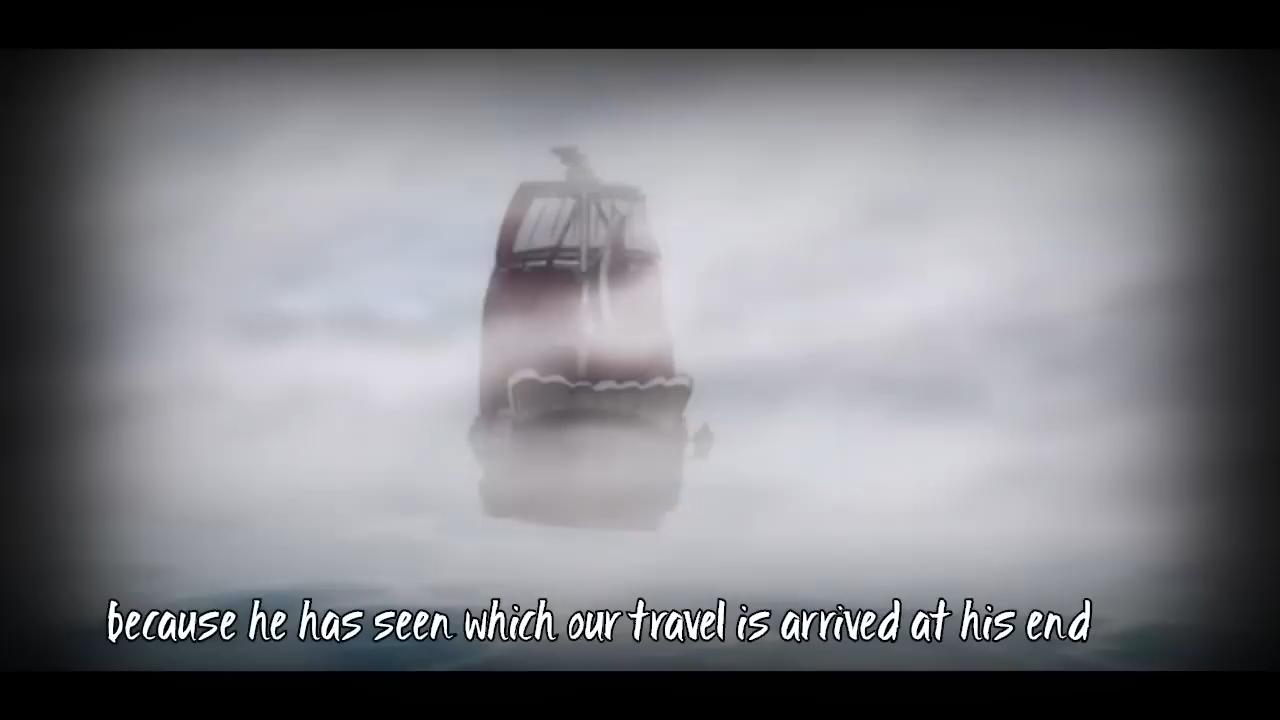 because he has seen which our travel is arrived at his end